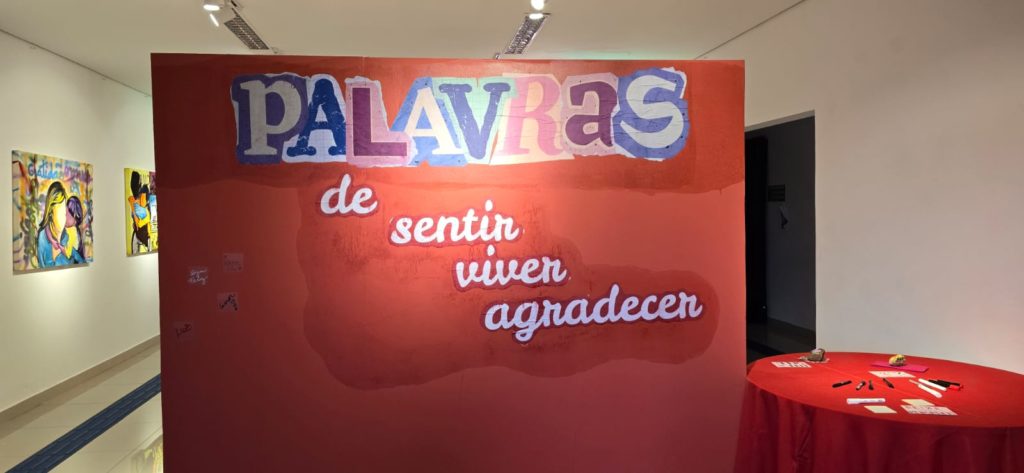 PALAVRAS
de
sentir
viver
agradecer